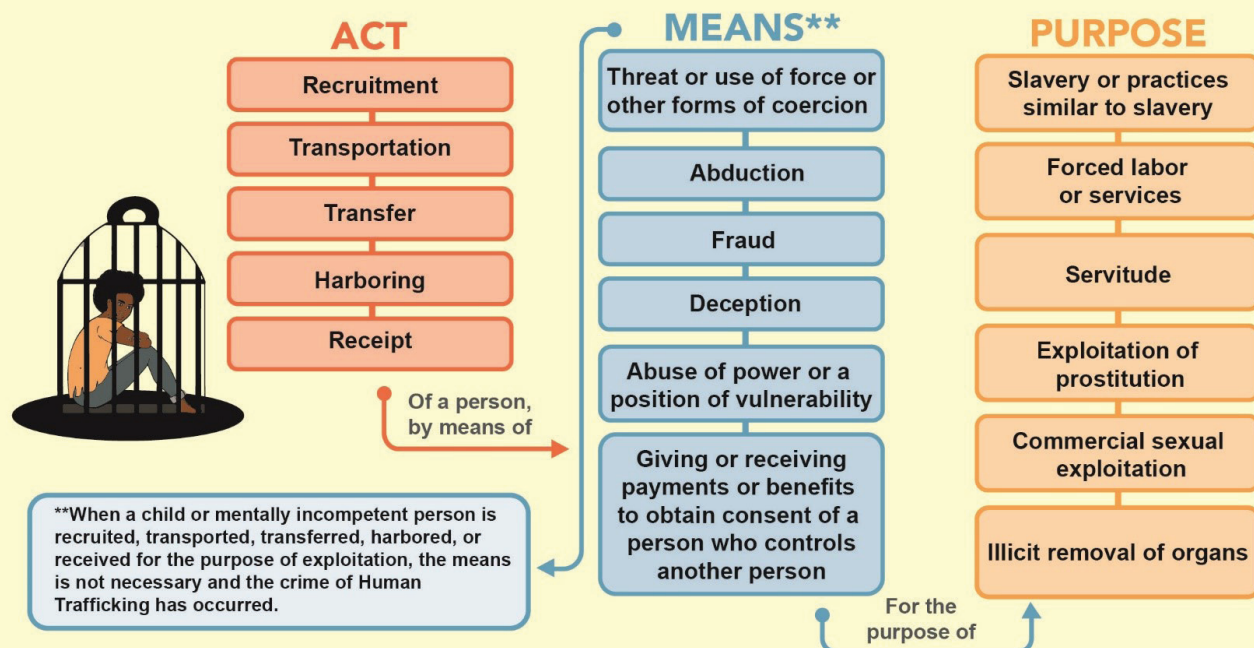 ACT
Recruitment
Transportation
Transfer
Harboring
Receipt
Of a person,
by means of
MEANS**
Threat or use of force or
other forms of coercion
Abduction
Fraud
Deception
Abuse of power or a
position of vulnerability
Giving or receiving
payments or benefits
to obtain consent of a
person who controls
another person
**When a child or mentally incompetent person is
recruited, transported, transferred, harbored, or
received for the purpose of exploitation, the means
is not necessary and the crime of Human
Trafficking has occurred.
For the
purpose of
PURPOSE
Slavery or practices
similar to slavery
Forced labor
or services
Servitude
Exploitation of
prostitution
Commercial sexual
exploitation
Illicit removal of organs